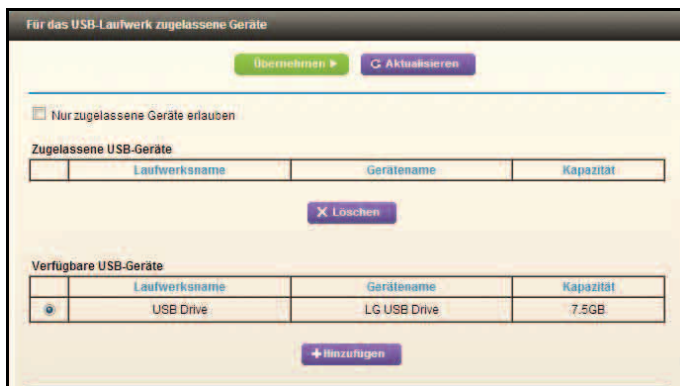 Für das USB-Laufwerk zugelassene Geräte
Übernehmen Aktualisieren
Nur zugelassene Geräte erlauben
Zugelassene USB-Geräte
Laufwerksname Gerätename Kapazität
X Löschen
Verfügbare USB-Geräte
Laufwerksname Gerätename Kapazität
USB Drive LG USB Drive 7.5GB
+Hinzufügen